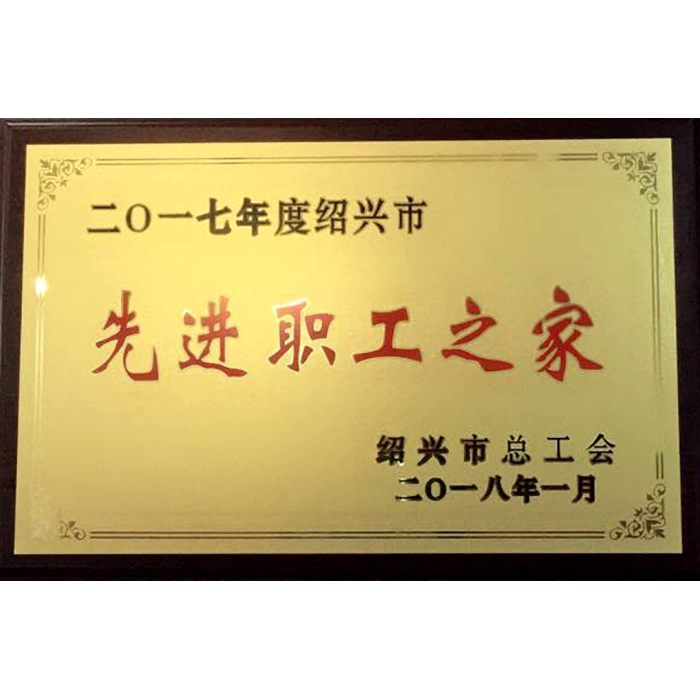 二〇一七年度绍兴市
先进职工之家
绍兴市总工会
二〇一八年一月